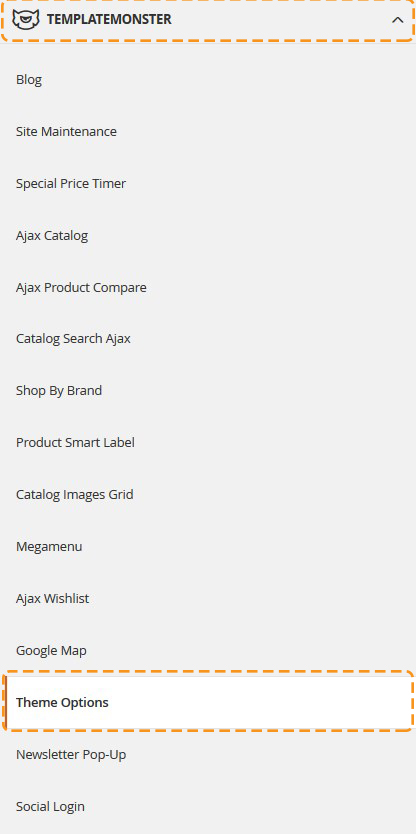 TEMPLATEMONSTER
Blog
Site Maintenance
Special Price Timer
Ajax Catalog
Ajax Product Compare
Catalog Search Ajax
Shop By Brand
Product Smart Label
Catalog Images Grid
Megamenu
Ajax Wishlist
Google Map
Theme Options
Newsletter Pop-Up
Social Login